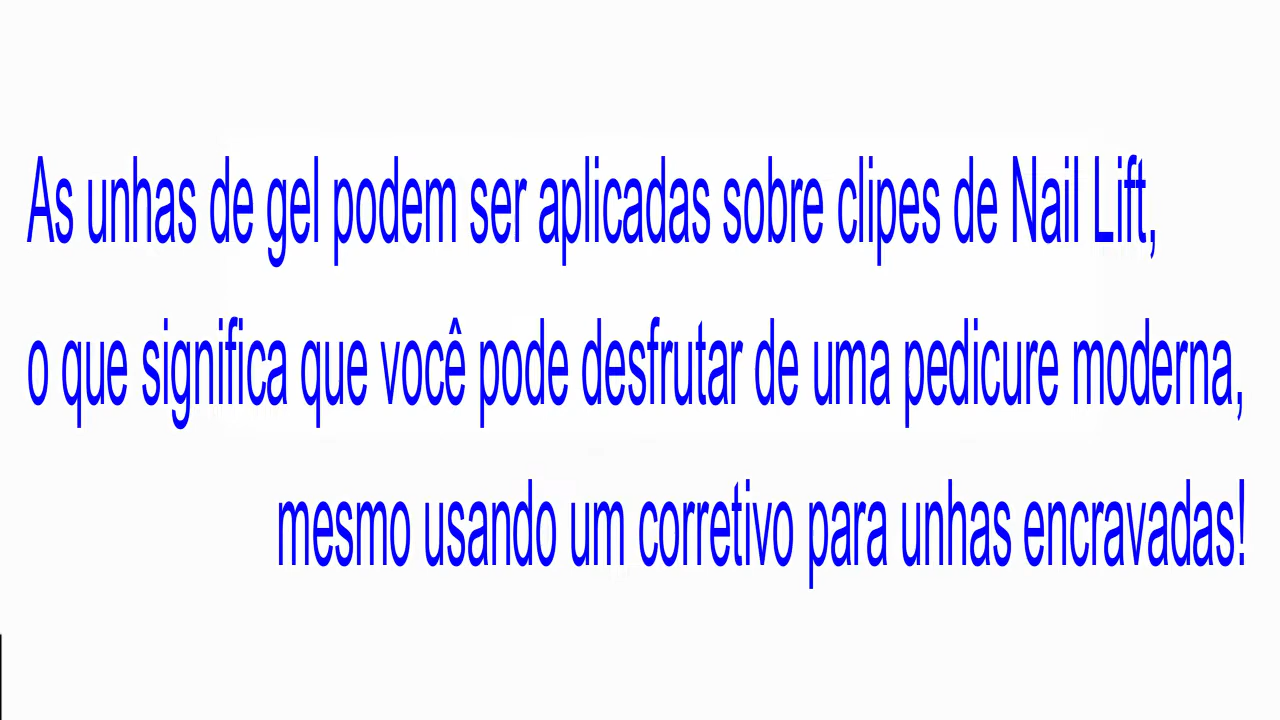 As unhas de gel podem ser aplicadas sobre clipes de Nail Lift,
o que significa que você pode desfrutar de uma pedicure moderna,
mesmo usando um corretivo para unhas encravadas!